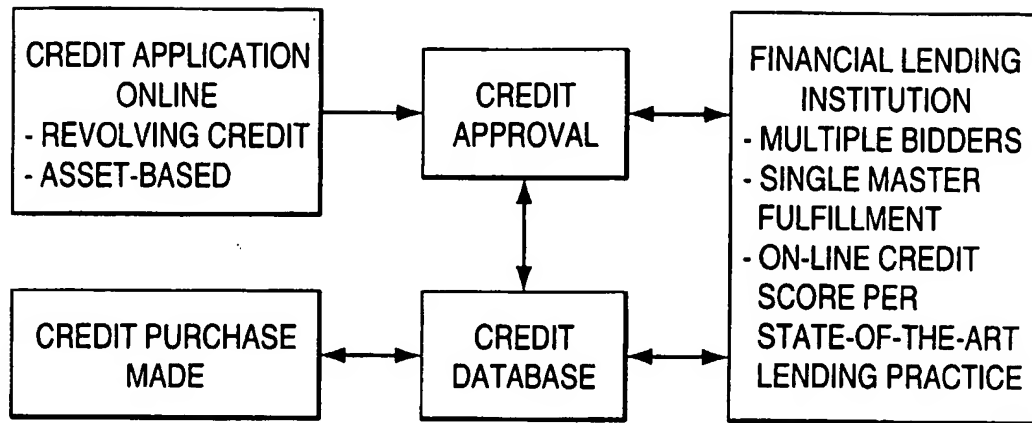 CREDIT APPLICATION
ONLINE
- REVOLVING CREDIT
- ASSET-BASED
CREDIT
APPROVAL
FINANCIAL LENDING
INSTITUTION
- MULTIPLE BIDDERS
- SINGLE MASTER
FULFILLMENT
- ON-LINE CREDIT
SCORE PER
STATE-OF-THE-ART
LENDING PRACTICE
CREDIT PURCHASE
MADE
CREDIT
DATABASE